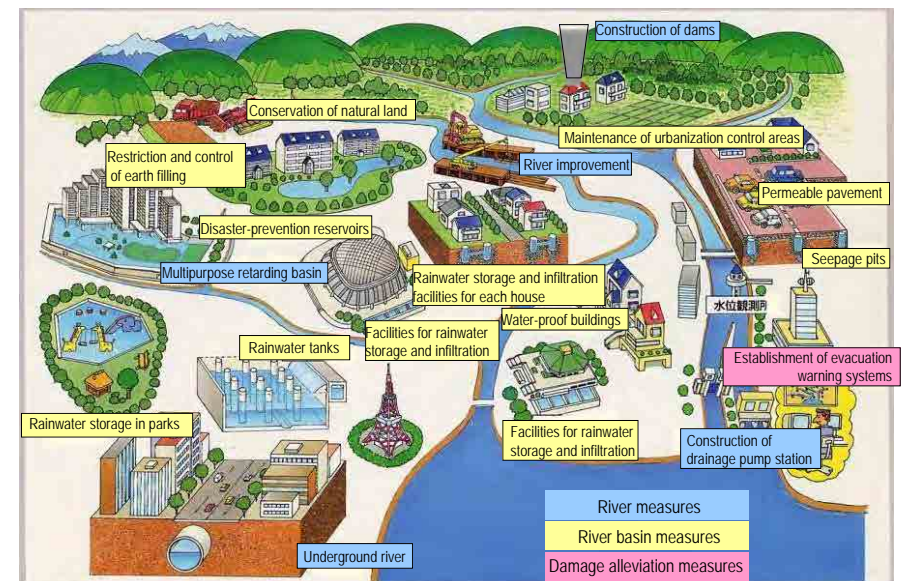 Construction of dams
Conservation of natural land
Maintenance of urbanization control areas
Restriction and control
of earth filling
River improvement
Permeable pavement
Disaster-prevention reservoirs
Seepage pits
Multipurpose retarding basin
Rainwater storage and infiltration
facilities for each house
水位観測所
Water-proof buildings
Facilities for rainwater
storage and infiltration
Rainwater tanks
Establishment of evacuation
warning systems
Rainwater storage in parks
Facilities for rainwater
storage and infiltration
Construction of
drainage pump station
Underground river
River measures
River basin measures
Damage alleviation measures